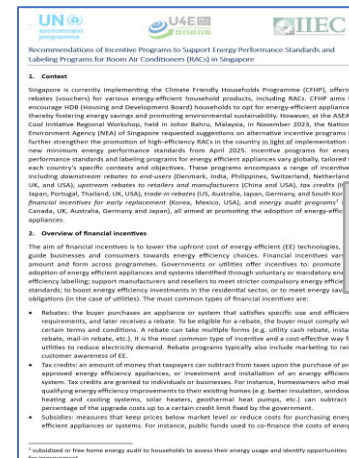 UN
environment
programme
U4E
IIEC
Recommendations of Incentive Programs to Support Energy Performance Standards and
Labeling Programs for Room Air Conditioners (RACs) in Singapore
1. Context
Singapore is currently implementing the Climate Friendly Households Programme (CFHP), offerin
rebates (vouchers) for various energy-efficient household products, including RACs. CFHP aims
encourage HDB (Housing and Development Board) households to opt for energy-efficient appliance
thereby fostering energy savings and promoting environmental sustainability. However, at the ASEA
Cool Initiative Regional Workshop, held in Johor Bahru, Malaysia, in November 2023, the Nation
Environment Agency (NEA) of Singapore requested suggestions on alternative incentive programs
further strengthen the promotion of high-efficiency RACs in the country in light of implementation
new minimum energy performance standards from April 2025. Incentive programs for energ
performance standards and labeling programs for energy efficient appliances vary globally, tailored
each country's specific contexts and objectives. These programs encompass a range of incentive
including downstream rebates to end-users (Denmark, India, Philippines, Switzerland, Netherland
UK, and USA), upstream rebates to retailers and manufacturers (China and USA), tax credits (I
Japan, Portugal, Thailand, UK, USA), trade-in rebates (US, Australia, Japan, Germany, and South Kor
financial incentives for early replacement (Korea, Mexico, USA), and energy audit programs¹
Canada, UK, Australia, Germany and Japan), all aimed at promoting the adoption of energy-effic
appliances.
2. Overview of financial incentives
The aim of financial incentives is to lower the upfront cost of energy efficient (EE) technologies,
guide businesses and consumers towards energy efficiency choices. Financial incentives var
amount and form across programmes. Governments or utilities offer incentives to: promote
adoption of energy efficient appliances and systems identified through voluntary or mandatory ene
efficiency labelling; support manufacturers and resellers to meet stricter compulsory energy efficie
standards; to boost energy efficiency investments in the residential sector, or to meet energy sav
obligations (in the case of utilities). The most common types of financial incentives are:
• Rebates: the buyer purchases an appliance or system that satisfies specific use and efficien
requirements, and later receives a rebate. To be eligible for a rebate, the buyer must comply wi
certain terms and conditions. A rebate can take multiple forms (e.g. utility cash rebate, insta
rebate, mail-in rebate, etc.). It is the most common type of incentive and a cost-effective way f
utilities to reduce electricity demand. Rebate programs typically also include marketing to rai
customer awareness of EE.
• Tax credits: an amount of money that taxpayers can subtract from taxes upon the purchase of pr
approved energy efficiency appliances, or investment and installation of an energy efficien
system. Tax credits are granted to individuals or businesses. For instance, homeowners who ma
qualifying energy efficiency improvements to their existing homes (e.g. better insulation, window
heating and cooling systems, solar heaters, geothermal heat pumps, etc.) can subtract
percentage of the upgrade costs up to a certain credit limit fixed by the government.
• Subsidies: measures that keep prices below market level or reduce costs for purchasing energ
efficient appliances or systems. For instance, public funds used to co-finance the costs of energ
¹ subsidized or free home energy audit to households to assess their energy usage and identify opportunities
for improvement